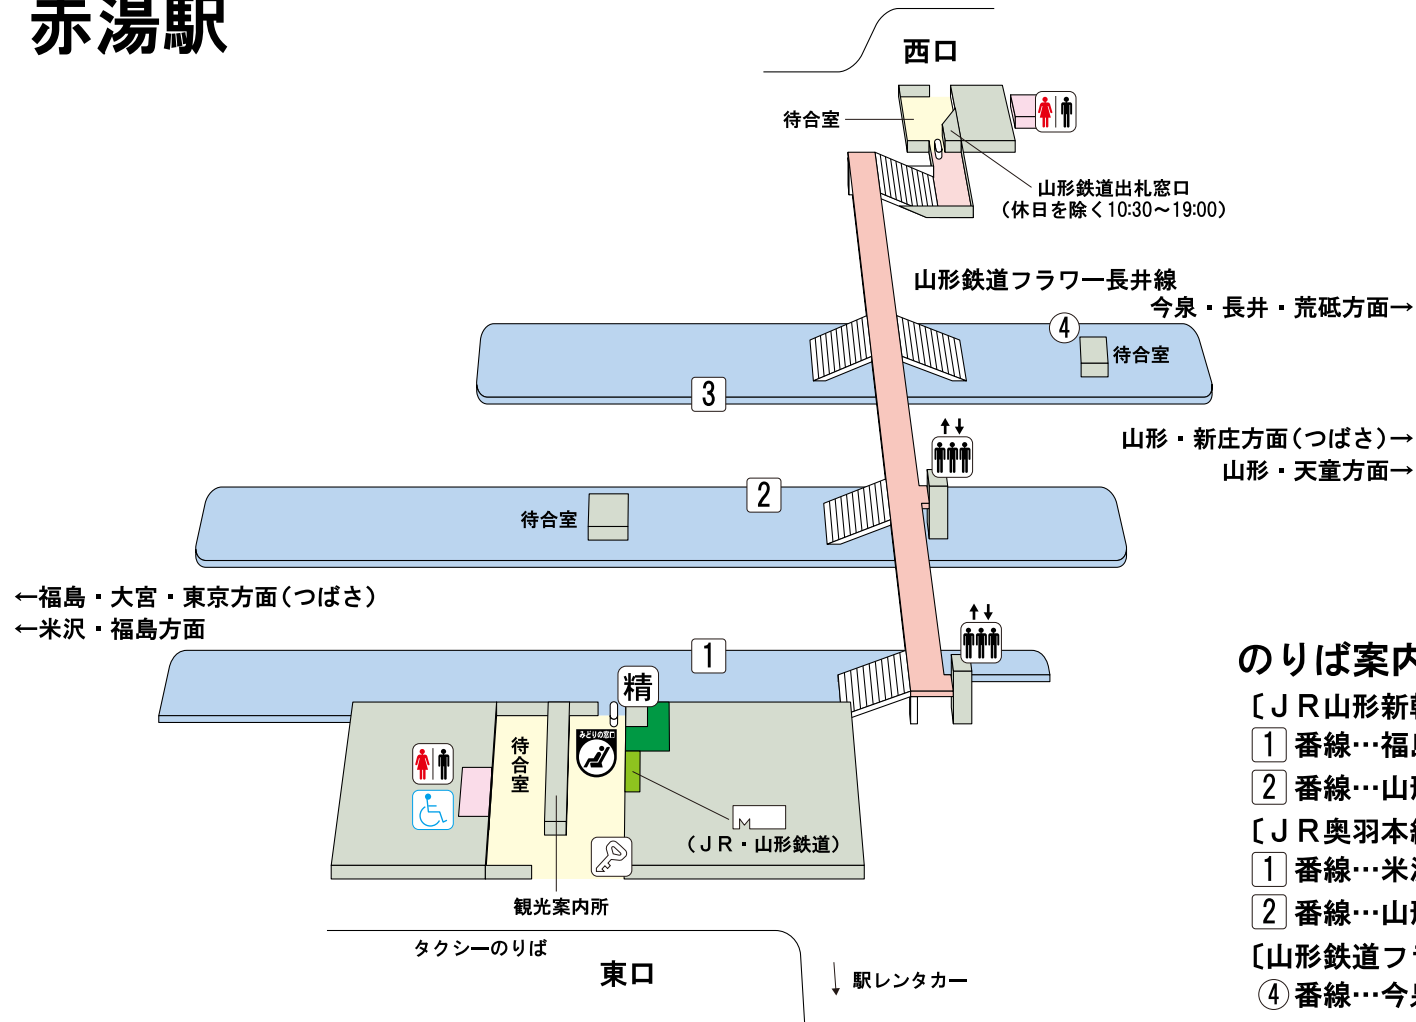 赤湯駅
西口
待合室
山形鉄道出札窓口
(休日を除く10:30～19:00)
山形鉄道フラワー長井線
今泉・長井・荒砥方面→
4
待合室
3
山形・新庄方面(つばさ)→
山形・天童方面→
2
待合室
←福島・大宮・東京方面(つばさ)
←米沢・福島方面
1
精
みどりの窓口
待合室
M
(JR・山形鉄道)
観光案内所
タクシーのりば
東口
↓駅レンタカー
のりば案内
〔JR山形新
1番線…福
2番線…山形
〔JR奥羽本
1番線…米沢
2番線…山形
〔山形鉄道フラ
4番線…今泉